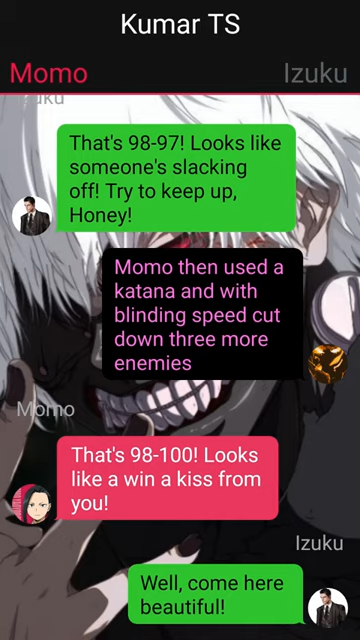 Kumar TS
Momo
Izuku
Izuku
That's 98-97! Looks like
someone's slacking
off! Try to keep up,
Honey!
Momo then used a
katana and with
blinding speed cut
down three more
enemies
Momo
That's 98-100! Looks
like a win a kiss from
you!
Izuku
Well, come here
beautiful!